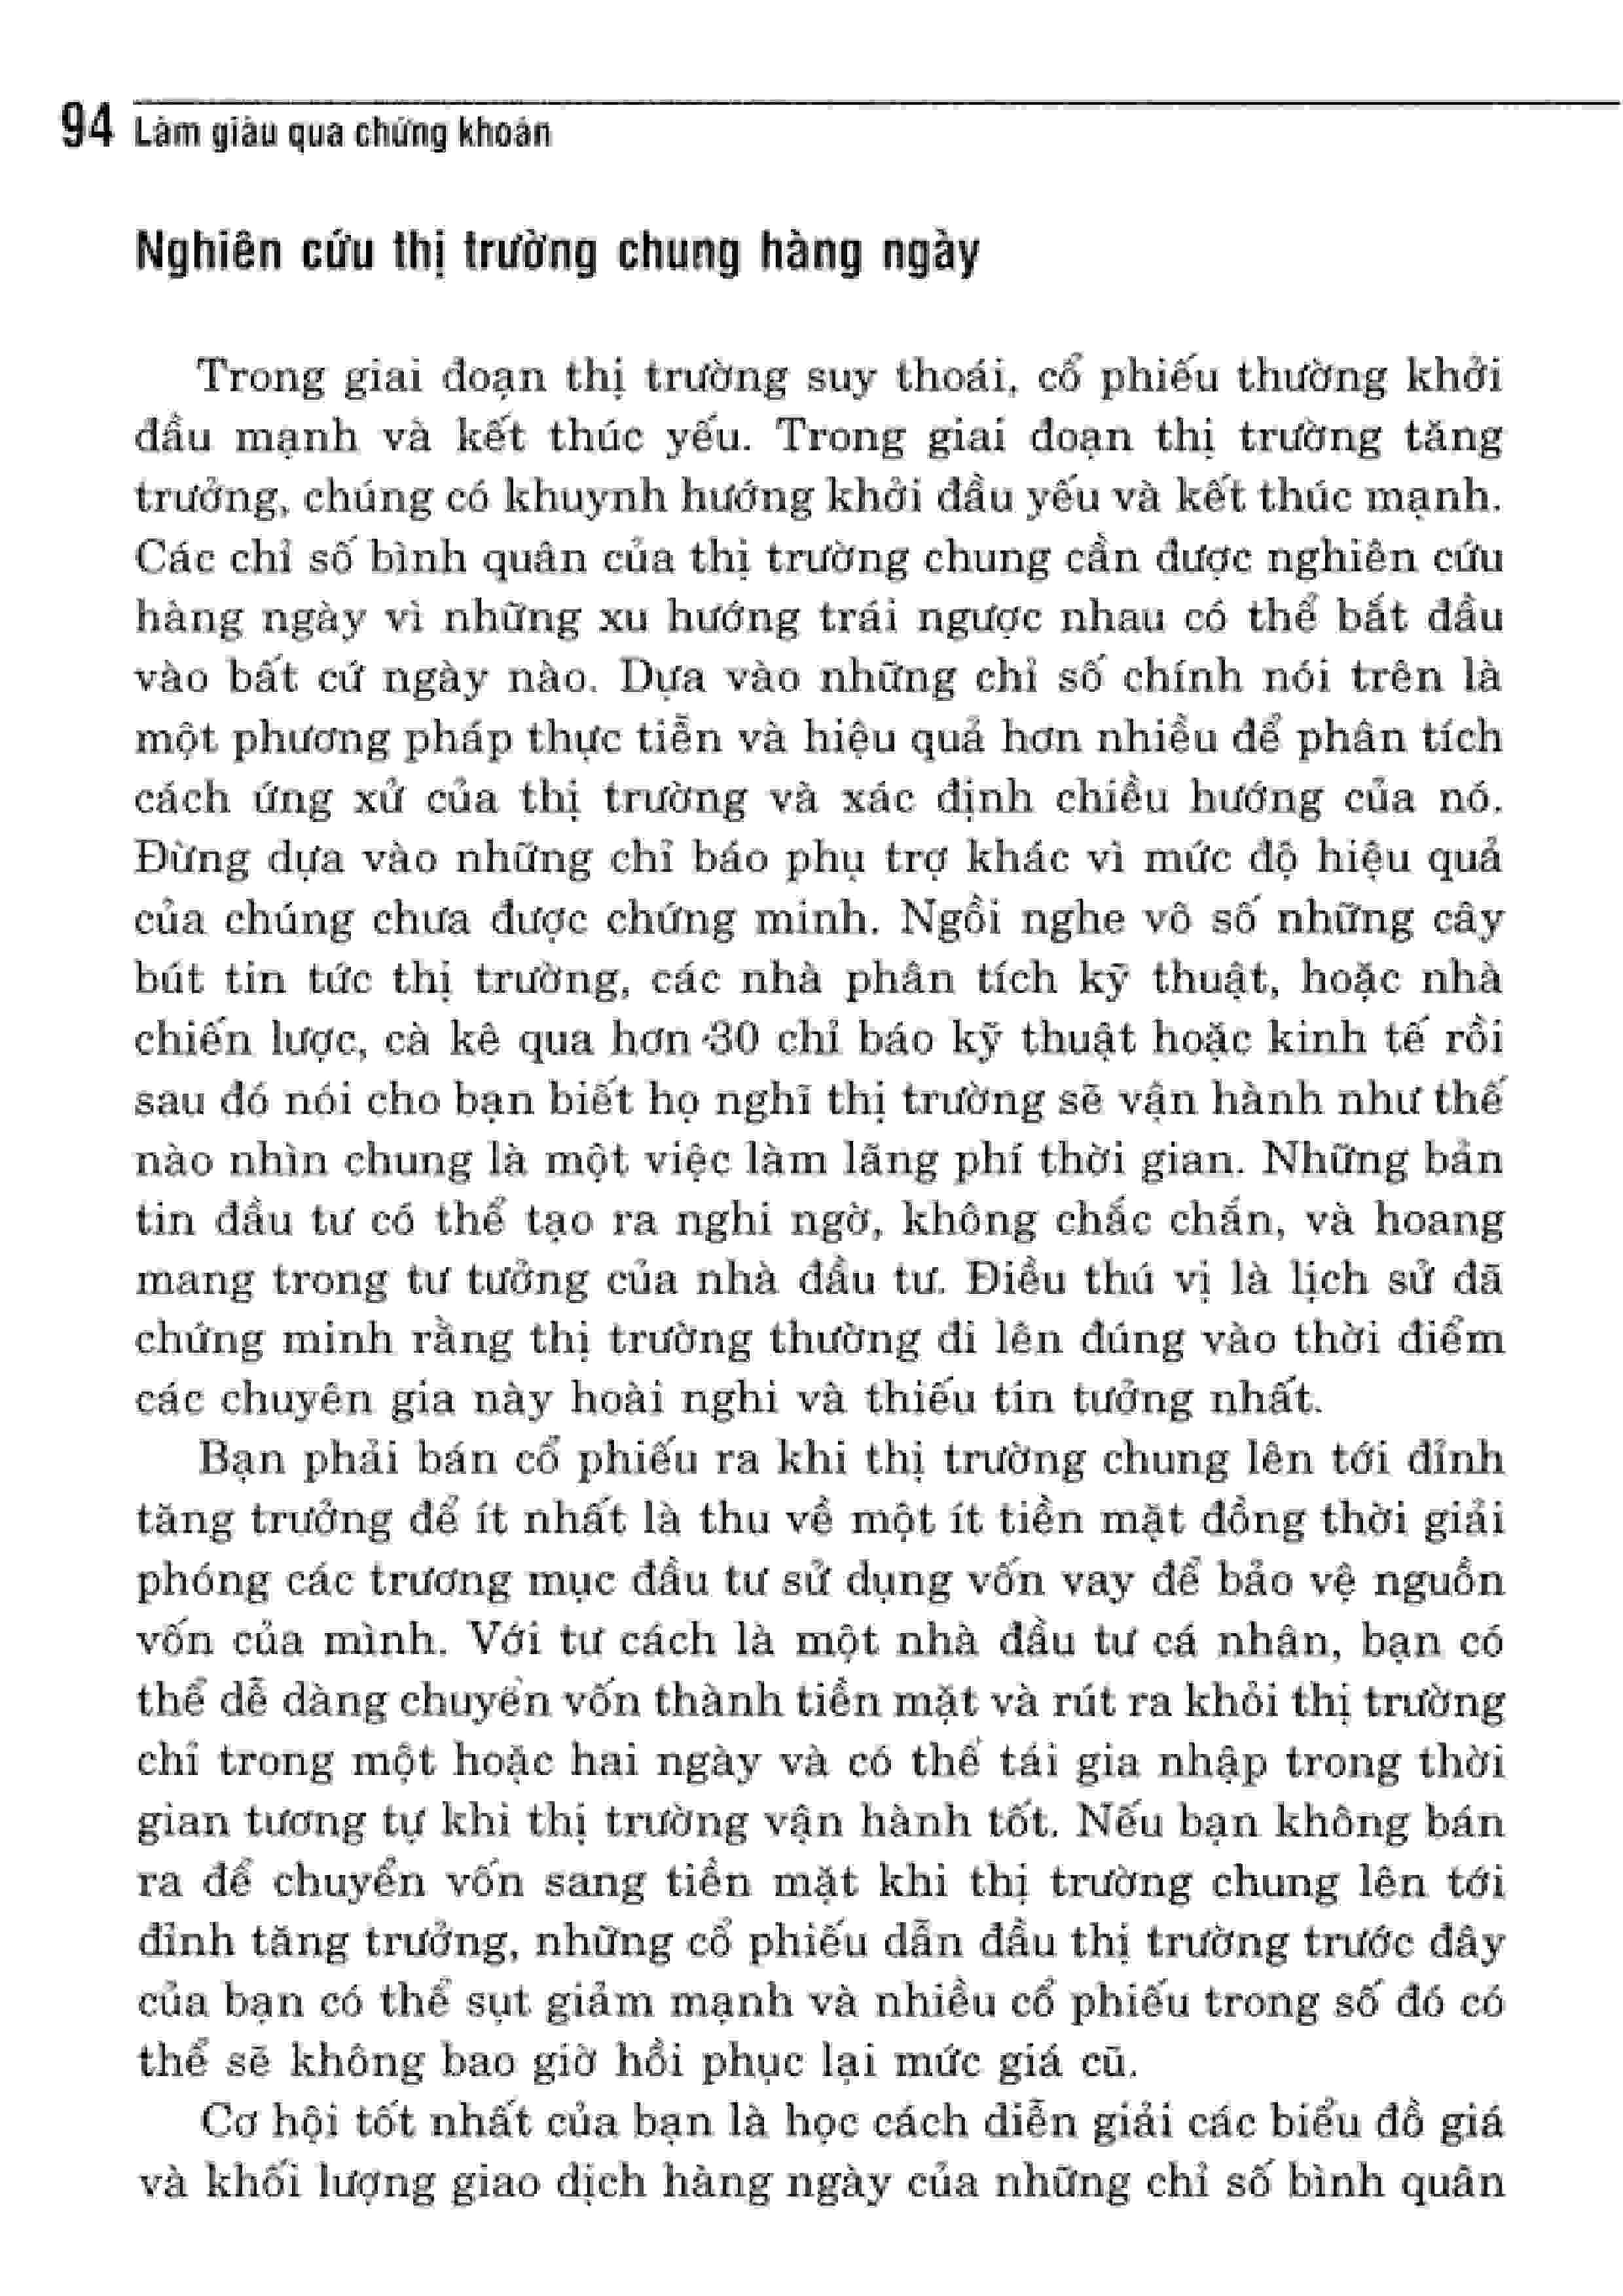 94 Làm giàu qua chứng khoán
Nghiên cứu thị trường chung hàng ngày
Trong giai đoạn thị trường suy thoái, cổ phiếu thường khởi
đầu mạnh và kết thúc yếu. Trong giai đoạn thị trường tăng
trưởng, chúng có khuynh hướng khởi đầu yếu và kết thúc mạnh.
Các chỉ số bình quân của thị trường chung cần được nghiên cứu
hàng ngày vì những xu hướng trái ngược nhau có thể bắt đầu
vào bất cứ ngày nào. Dựa vào những chỉ số chính nói trên là
một phương pháp thực tiễn và hiệu quả hơn nhiều để phân tích
cách ứng xử của thị trường và xác định chiều hướng của nó.
Đừng dựa vào những chỉ báo phụ trợ khác vì mức độ hiệu quả
của chúng chưa được chứng minh. Ngồi nghe vô số những cây
bút tin tức thị trường, các nhà phân tích kỹ thuật, hoặc nhà
chiến lược, cà kê qua hơn 30 chỉ báo kỹ thuật hoặc kinh tế rồi
sau đó nói cho bạn biết họ nghĩ thị trường sẽ vận hành như thế
nào nhìn chung là một việc làm lãng phí thời gian. Những bản
tin đầu tư có thể tạo ra nghi ngờ, không chắc chắn, và hoang
mang trong tư tưởng của nhà đầu tư. Điều thú vị là lịch sử đã
chứng minh rằng thị trường thường đi lên đúng vào thời điểm
các chuyên gia này hoài nghi và thiếu tin tưởng nhất.
Bạn phải bán cổ phiếu ra khi thị trường chung lên tới đỉnh
tăng trưởng để ít nhất là thu về một ít tiền mặt đồng thời giải
phóng các trương mục đầu tư sử dụng vốn vay để bảo vệ nguồn
vốn của mình. Với tư cách là một nhà đầu tư cá nhân, bạn có
thể dễ dàng chuyển vốn thành tiền mặt và rút ra khỏi thị trường
chỉ trong một hoặc hai ngày và có thể tái gia nhập trong thời
gian tương tự khi thị trường vận hành tốt. Nếu bạn không bán
ra để chuyển vốn sang tiền mặt khi thị trường chung lên tới
đỉnh tăng trưởng, những cổ phiếu dẫn đầu thị trường trước đây
của bạn có thể sụt giảm mạnh và nhiều cổ phiếu trong số đó có
thể sẽ không bao giờ hồi phục lại mức giá cũ.
Cơ hội tốt nhất của bạn là học cách diễn giải các biểu đồ giá
và khối lượng giao dịch hàng ngày của những chỉ số bình quân